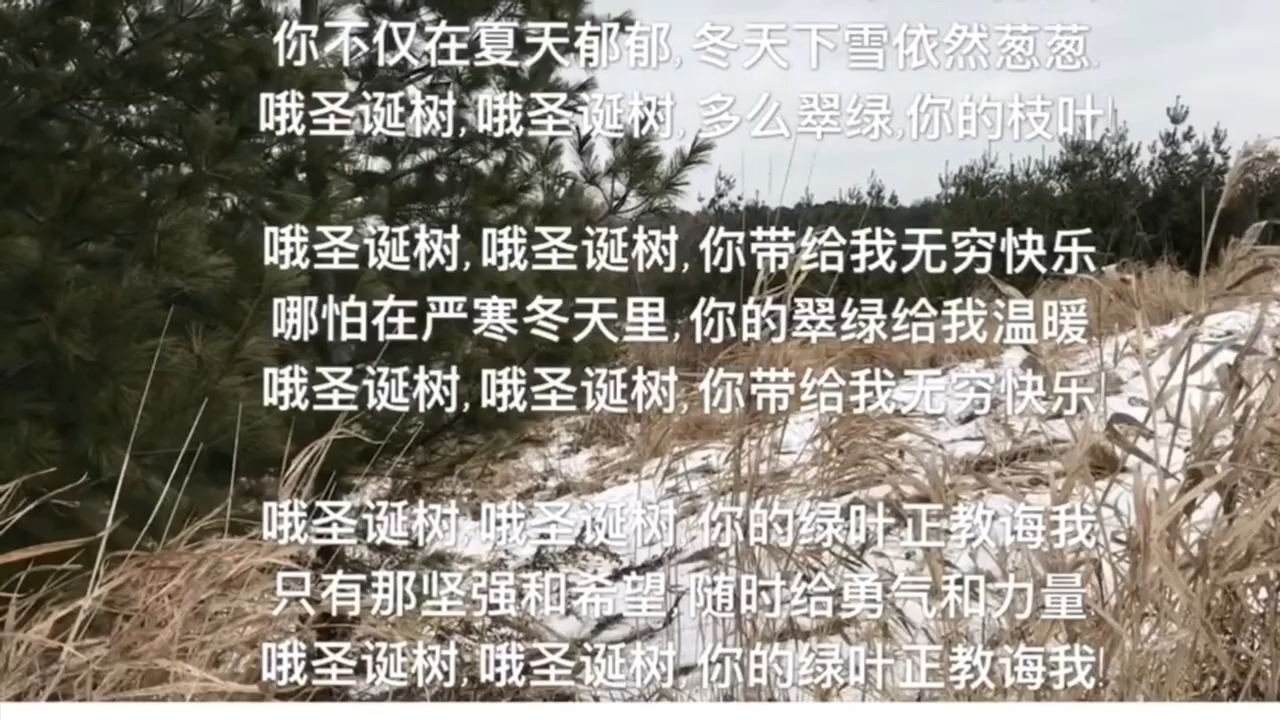 你不仅在夏天郁郁,冬天下雪依然葱葱.
哦圣诞树,哦圣诞树,多么翠绿,你的枝叶!
哦圣诞树,哦圣诞树,你带给我无穷快乐.
哪怕在严寒冬天里,你的翠绿给我温暖
哦圣诞树,哦圣诞树,你带给我无穷快乐!
哦圣诞树,哦圣诞树,你的绿叶正教诲我
只有那坚强和希望,随时给勇气和力量
哦圣诞树,哦圣诞树,你的绿叶正教诲我!